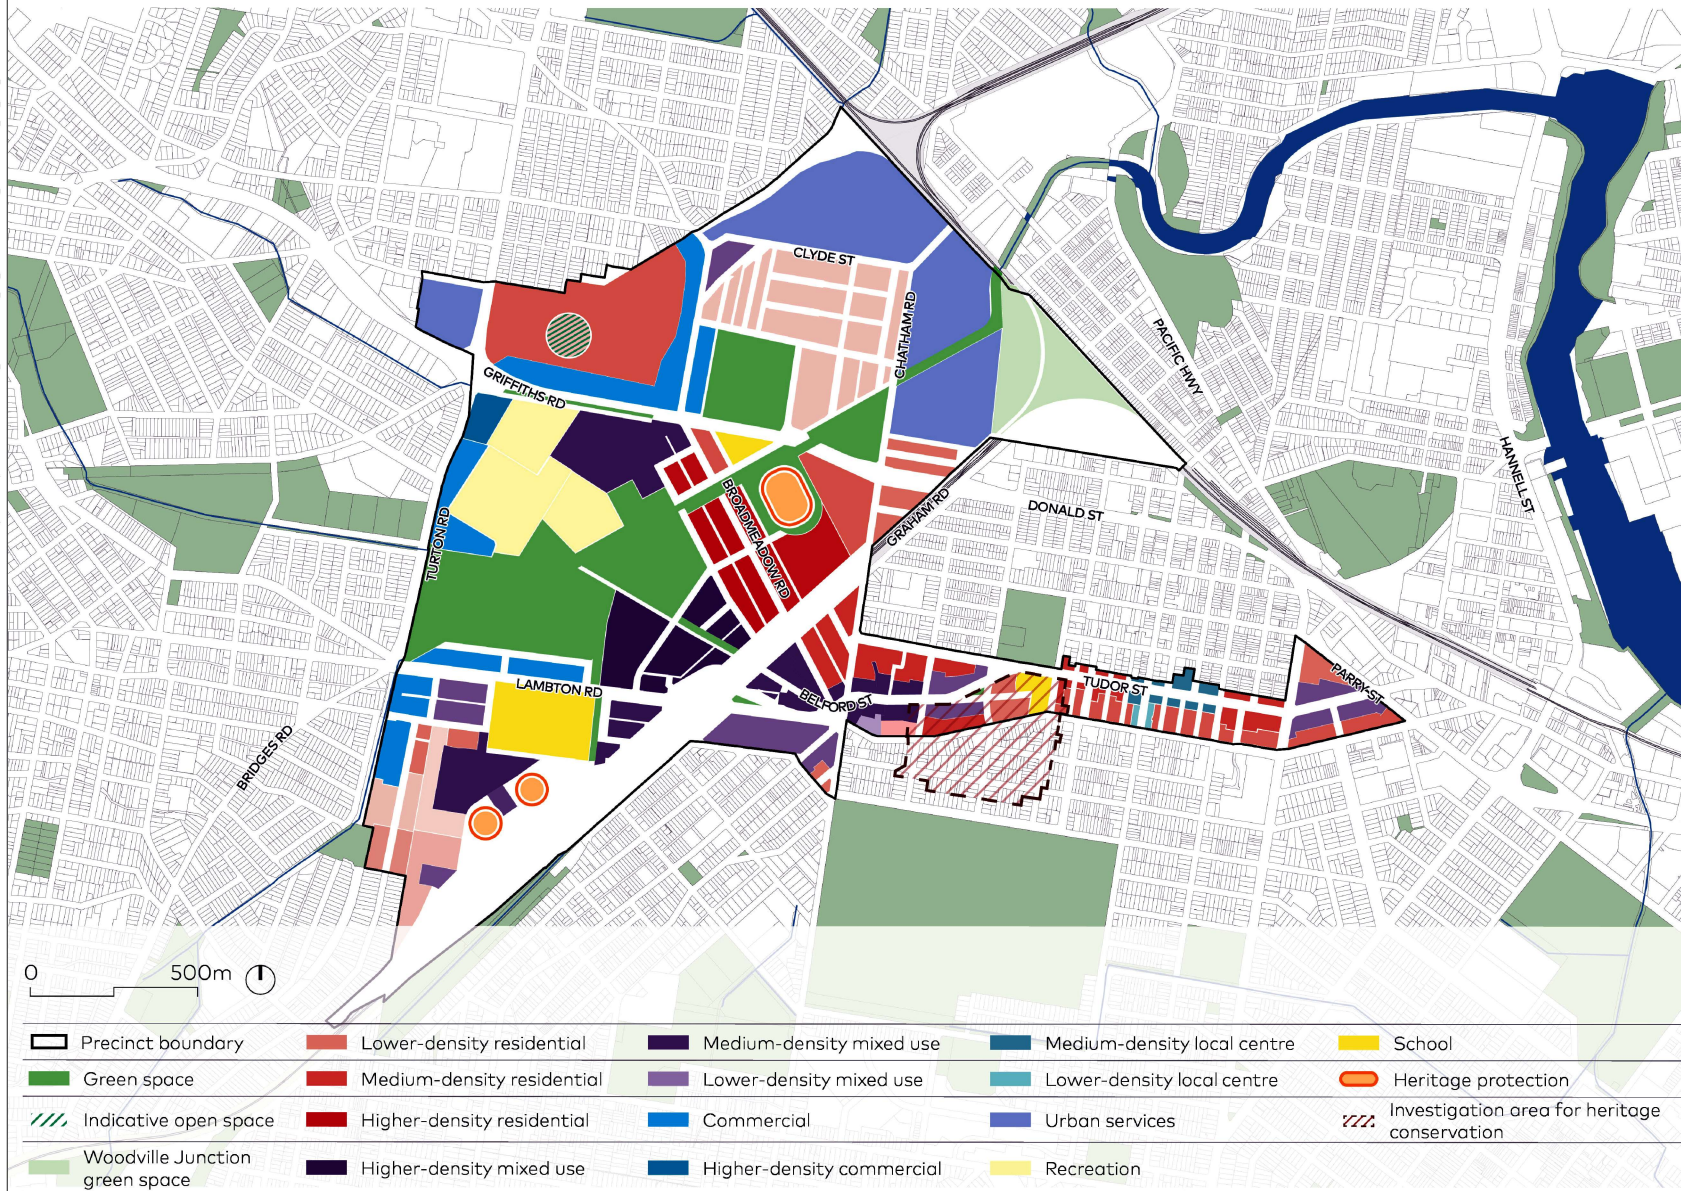 CLYDE ST
CHATHAM RD
PACIFIC HWY
GRIFFITHS RD
HANNELL ST
BROADMEADOW RD
GRAHAM RD
DONALD ST
TURTON RD
LAMBTON RD
BELFORD ST
TUDOR ST
PARRY ST
BRIDGES RD
0 500m
Precinct boundary
Lower-density residential
Medium-density mixed use
Medium-density local centre
School
Green space
Medium-density residential
Lower-density mixed use
Lower-density local centre
Heritage protection
Indicative open space
Higher-density residential
Commercial
Urban services
Investigation area for heritage
conservation
Woodville Junction
green space
Higher-density mixed use
Higher-density commercial
Recreation